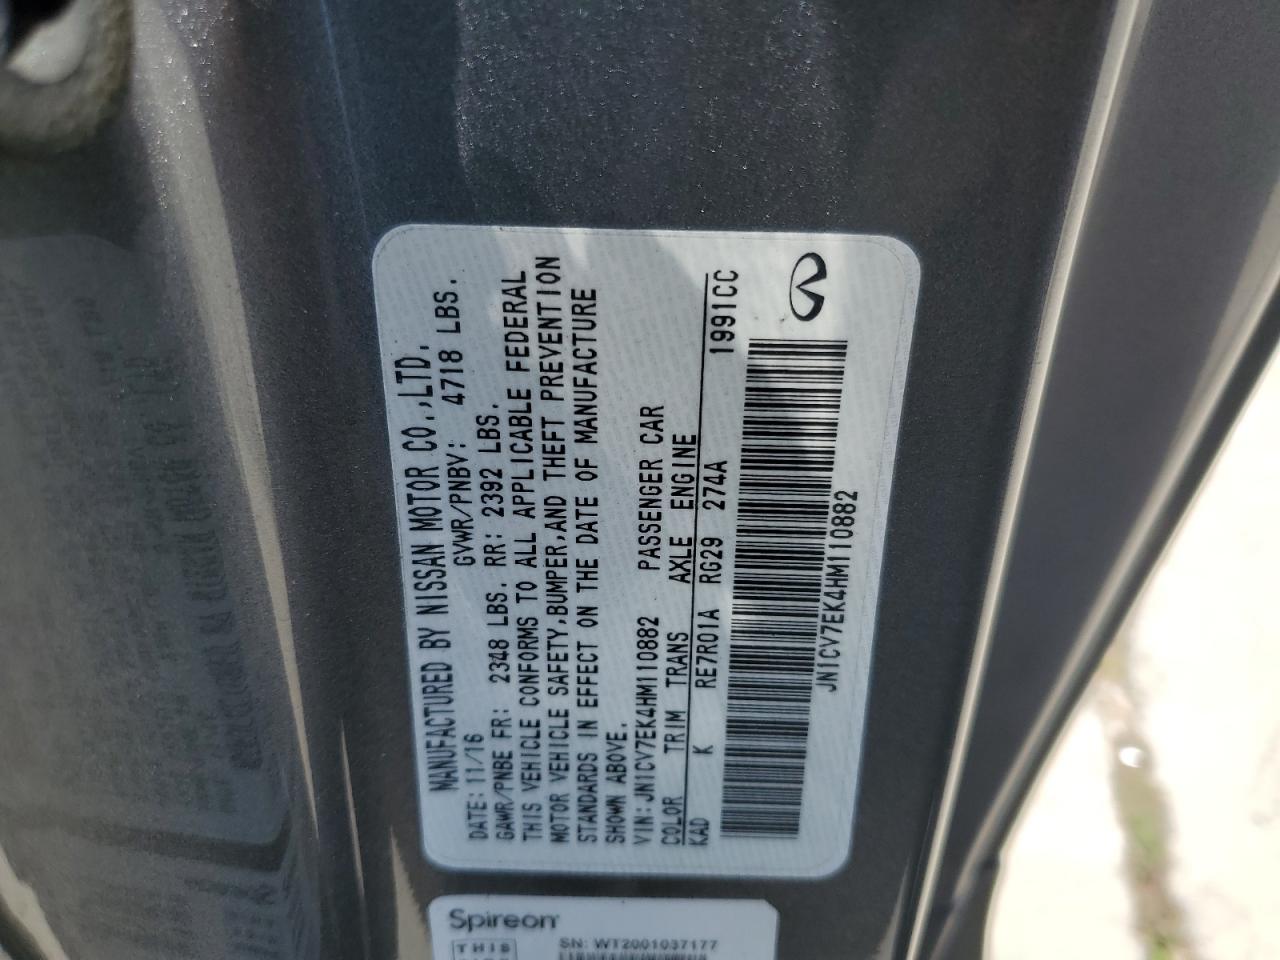 MANUFACTURED BY NISSAN MOTOR CO.,LTD.
DATE: 11/16 GVWR/PNBV: 4718 LBS.
GAWR/PNBE FR: 2348 LBS. RR: 2392 LBS.
THIS VEHICLE CONFORMS TO ALL APPLICABLE FEDERAL
MOTOR VEHICLE SAFETY,BUMPER,AND THEFT PREVENTION
STANDARDS IN EFFECT ON THE DATE OF MANUFACTURE
SHOWN ABOVE.
VIN:JN1CV7EK4HM110882 PASSENGER CAR
COLOR TRIM TRANS AXLE ENGINE
KAD K RE7R01A RG29 274A 1991CC
JN1CV7EK4HM110882
Spireon
THIS SN: WT2001037177